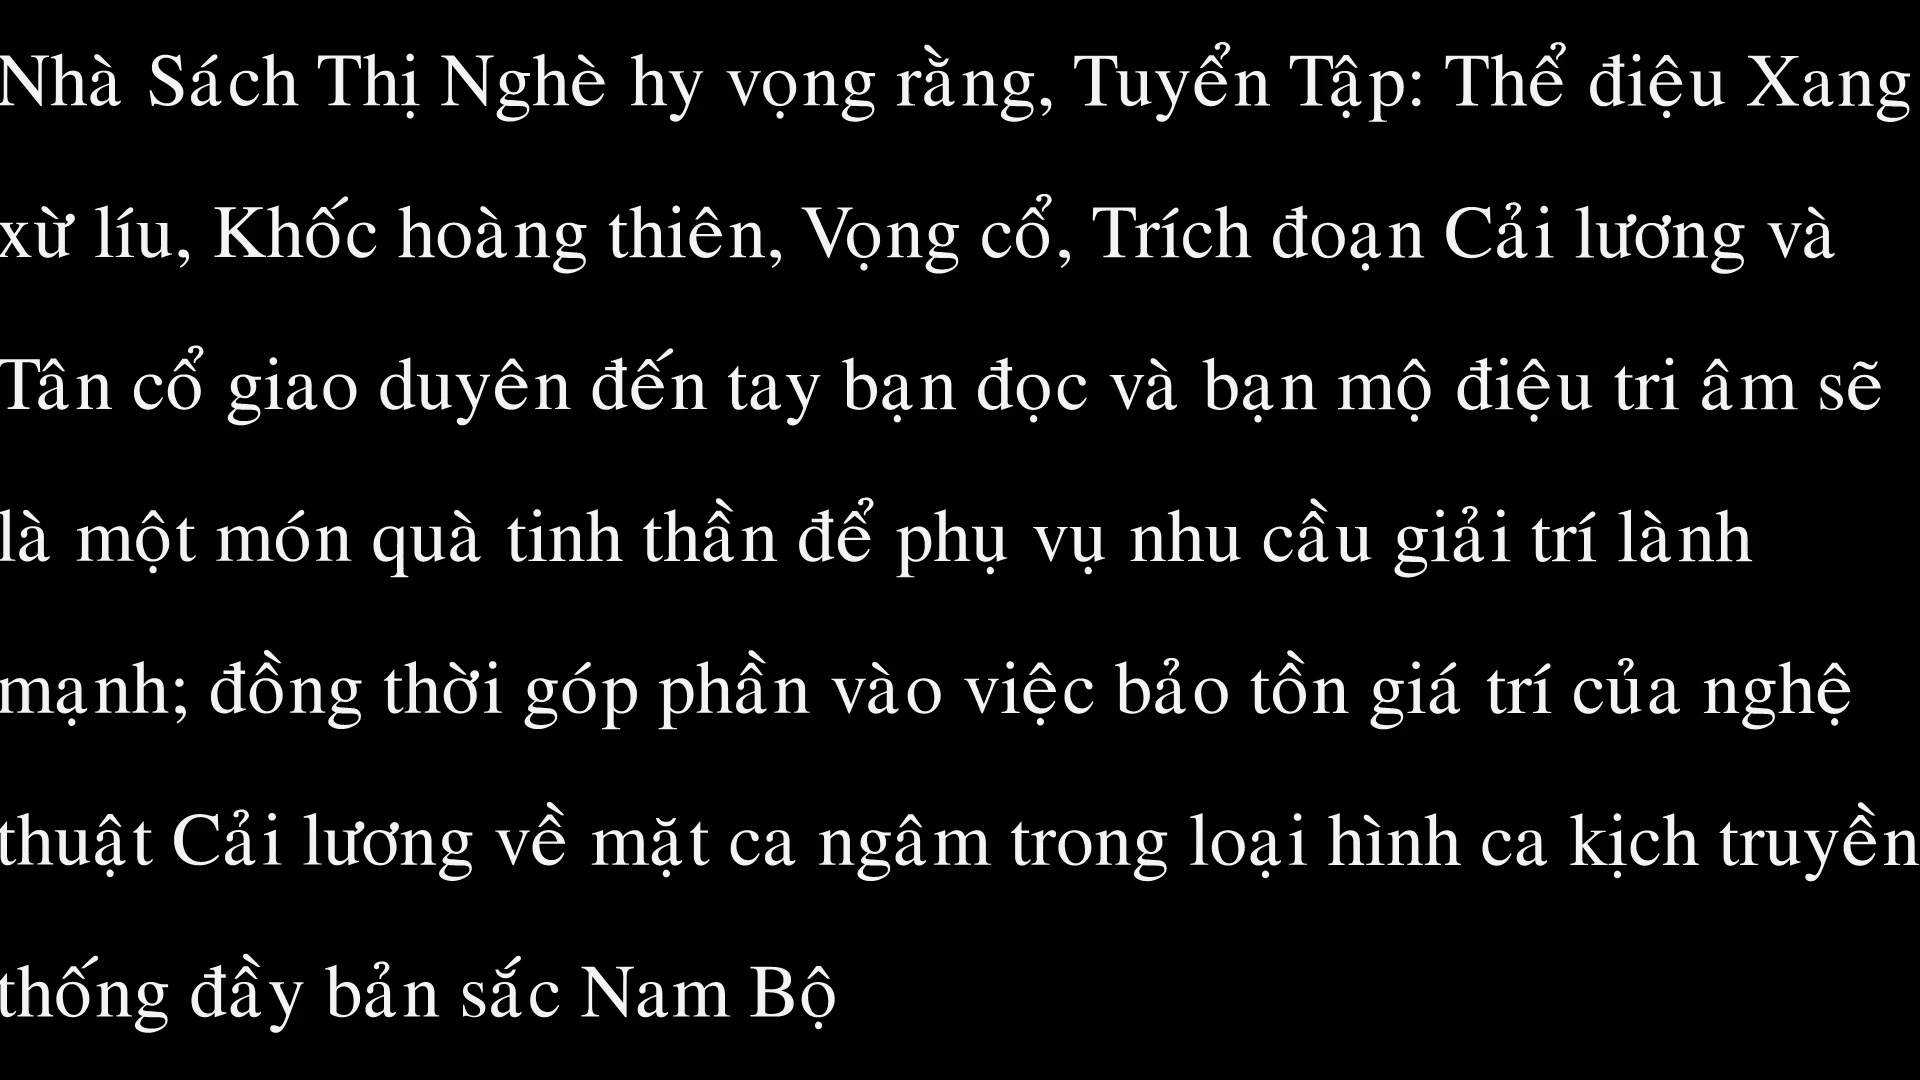 Nhà Sách Thị Nghè hy vọng rằng, Tuyển Tập: Thể điệu Xang
xừ líu, Khốc hoàng thiên, Vọng cổ, Trích đoạn Cải lương và
Tân cổ giao duyên đến tay bạn đọc và bạn mộ điệu tri âm sẽ
là một món quà tinh thần để phụ vụ nhu cầu giải trí lành
mạnh; đồng thời góp phần vào việc bảo tồn giá trí của nghệ
thuật Cải lương về mặt ca ngâm trong loại hình ca kịch truyền
thống đầy bản sắc Nam Bộ